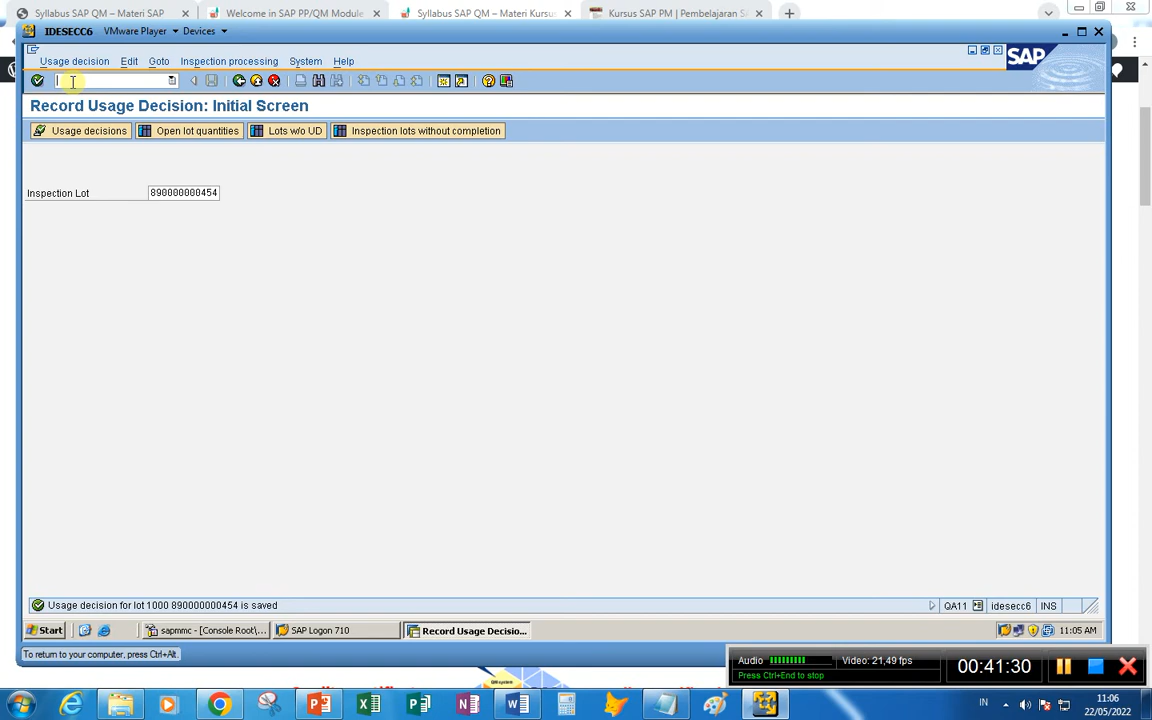 Syllabus SAP QM – Materi SAP
Welcome in SAP PP/QM Module
Syllabus SAP QM – Materi Kursus
Kursus SAP PM | Pembelajaran SA
IDESECC6 VMware Player Devices
Usage decision Edit Goto Inspection processing System Help
SAP
Record Usage Decision: Initial Screen
Usage decisions Open lot quantities Lots w/o UD Inspection lots without completion
Inspection Lot 890000000454
Usage decision for lot 1000 890000000454 is saved
QA11 idesecc6 INS
Start sapmmc - [Console Root\... SAP Logon 710 Record Usage Decisio... 11:05 AM
To return to your computer, press Ctrl+Alt.
Audio Video: 21,49 fps
Press Ctrl+End to stop
00:41:30
QM system
IN
11:06
22/05/2022